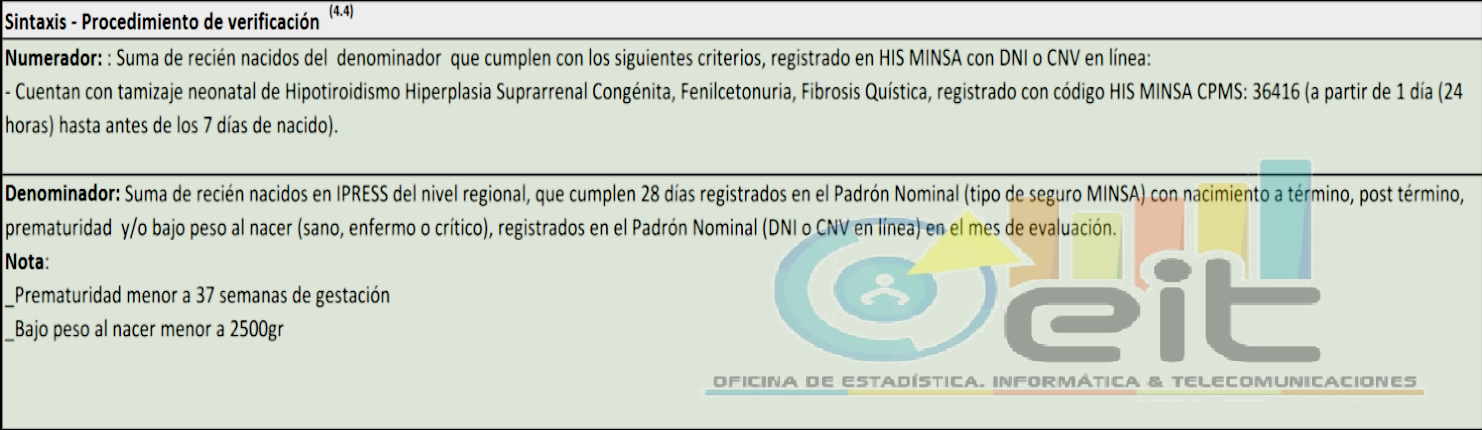 Sintaxis - Procedimiento de verificación (4.4)
Numerador: : Suma de recién nacidos del denominador que cumplen con los siguientes criterios, registrado en HIS MINSA con DNI o CNV en línea:
- Cuentan con tamizaje neonatal de Hipotiroidismo Hiperplasia Suprarrenal Congénita, Fenilcetonuria, Fibrosis Quística, registrado con código HIS MINSA CPMS: 36416 (a partir de 1 día (24
horas) hasta antes de los 7 días de nacido).
Denominador: Suma de recién nacidos en IPRESS del nivel regional, que cumplen 28 días registrados en el Padrón Nominal (tipo de seguro MINSA) con nacimiento a término, post término,
prematuridad y/o bajo peso al nacer (sano, enfermo o crítico), registrados en el Padrón Nominal (DNI o CNV en línea) en el mes de evaluación.
Nota:
_Prematuridad menor a 37 semanas de gestación
_Bajo peso al nacer menor a 2500gr
eit
OFICINA DE ESTADÍSTICA. INFORMÁTICA & TELECOMUNICACIONES